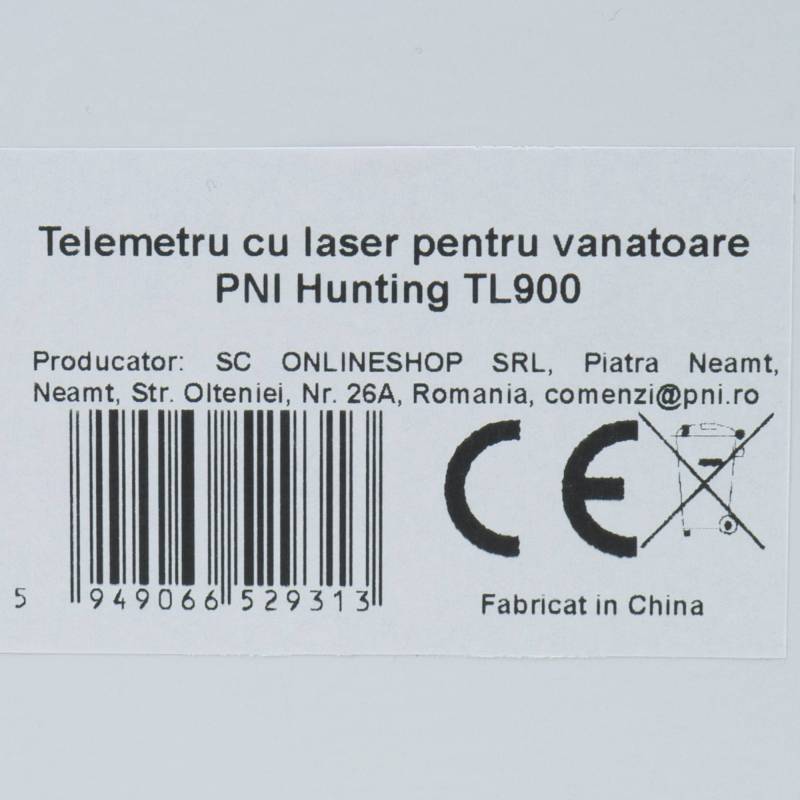 Telemetru cu laser pentru vanatoare
PNI Hunting TL900
Producator: SC ONLINESHOP SRL, Piatra Neamt,
Neamt, Str. Olteniei, Nr. 26A, Romania, comenzi@pni.ro
CE
5 949066 529313
Fabricat in China